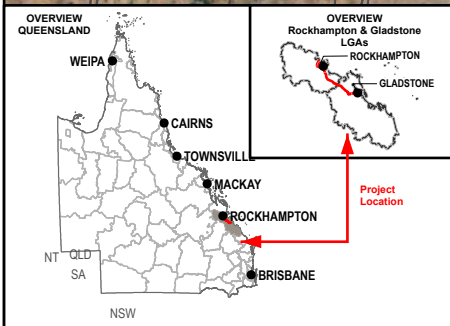 OVERVIEW
QUEENSLAND
WEIPA
CAIRNS
TOWNSVILLE
MACKAY
ROCKHAMPTON
BRISBANE
NT
QLD
SA
NSW
OVERVIEW
Rockhampton & Gladstone
LGAs
ROCKHAMPTON
GLADSTONE
Project
Location